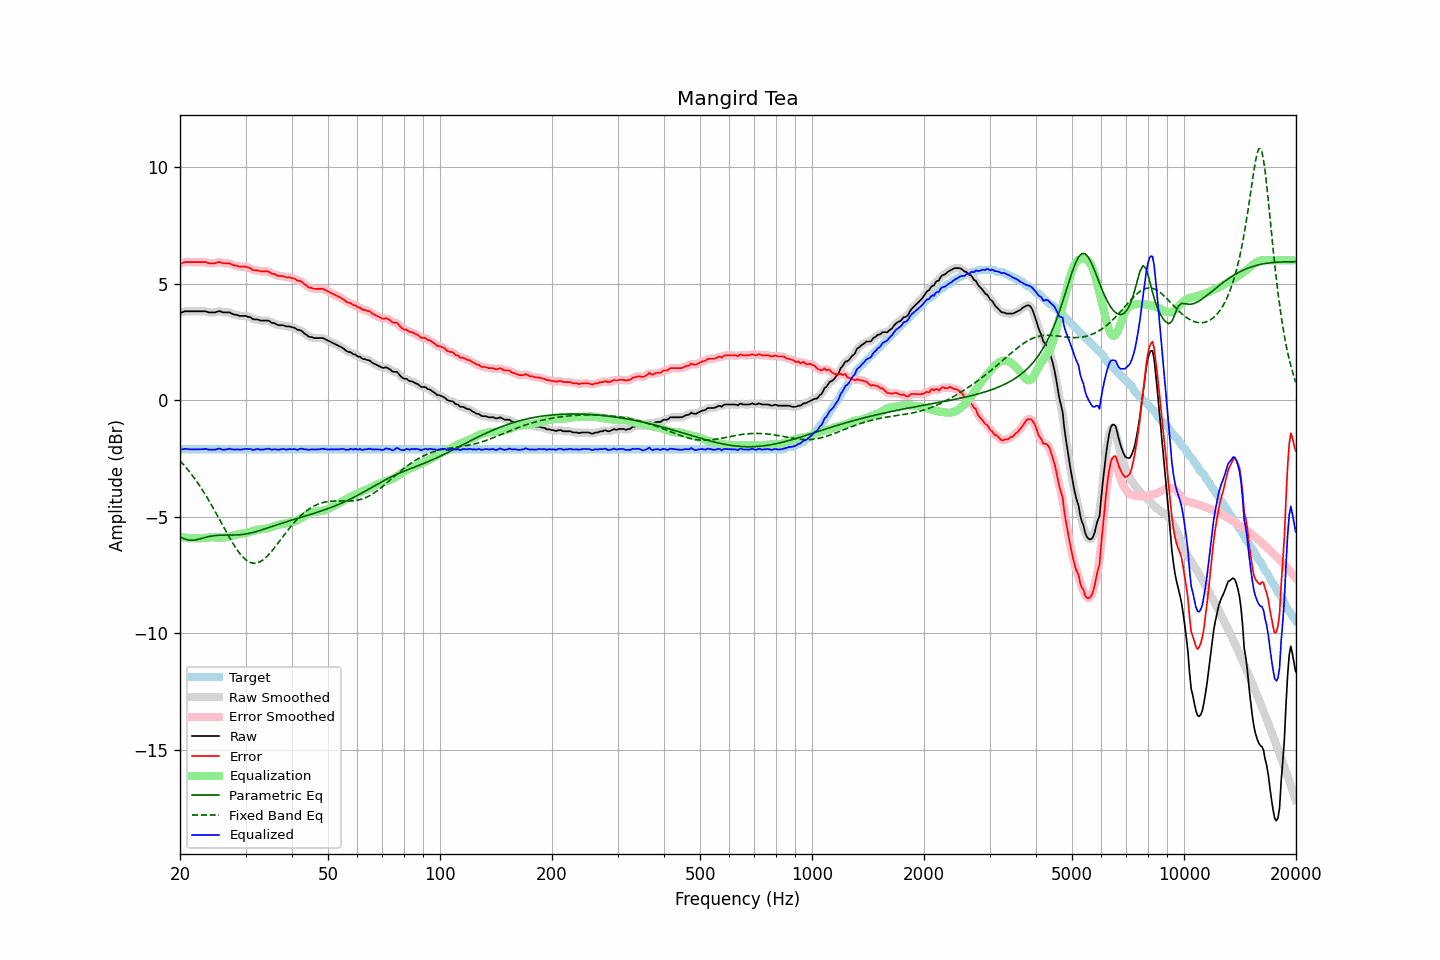 Mangird Tea
Amplitude (dBr)
10
5
0
−5
−10
−15
Target
Raw Smoothed
Error Smoothed
Raw
Error
Equalization
Parametric Eq
Fixed Band Eq
Equalized
20 50 100 200 500 1000 2000 5000 10000 20000
Frequency (Hz)